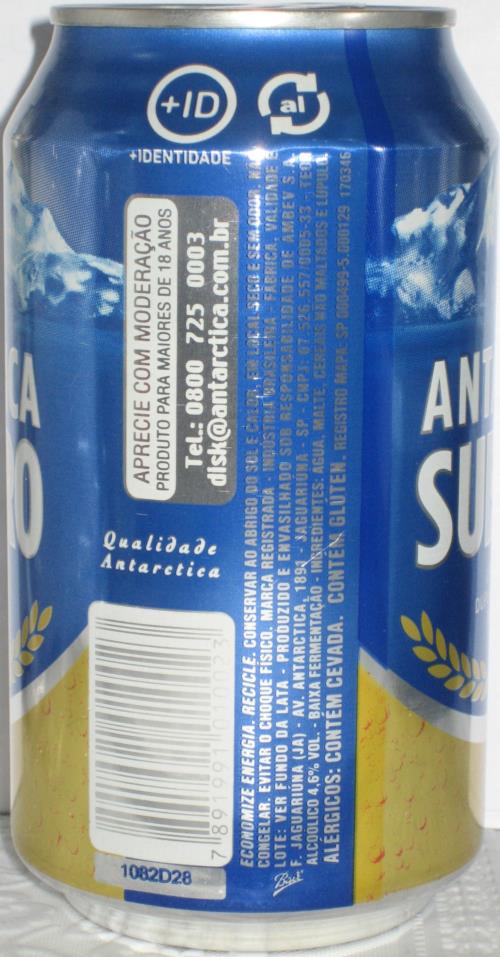 +ID
+IDENTIDADE
al
APRECIE COM MODERAÇÃO
PRODUTO PARA MAIORES DE 18 ANOS
Tel.: 0800 725 0003
disk@antarctica.com.br
Qualidade
Antarctica
ECONOMIZE ENERGIA. RECICLE. CONSERVAR AO ABRIGO DO SOL E CALOR, EM LOCAL SECO E SEM ODOR. NÃO
CONGELAR. EVITAR O CHOQUE FÍSICO. MARCA REGISTRADA - INDÚSTRIA BRASILEIRA - FABRICA, VALIDADE E
LOTE: VER FUNDO DA LATA - PRODUZIDO E ENVASILHADO SOB RESPONSABILIDADE DE AMBEV S.A.
F. JAGUARIÚNA (JA) - AV. ANTARCTICA, 1891 - JAGUARIÚNA - SP - CNPJ: 07.526.557/0005-33 - TEOR
ALCOÓLICO 4,6% VOL. - BAIXA FERMENTAÇÃO - INGREDIENTES: ÁGUA, MALTE, CEREAIS NÃO MALTADOS E LÚPULO.
ALÉRGICOS: CONTÉM CEVADA. CONTÉM GLÚTEN. REGISTRO MAPA: SP 000499-5.000129 170346
7 891991 010023
1082D28
CA
O
ANT
SU